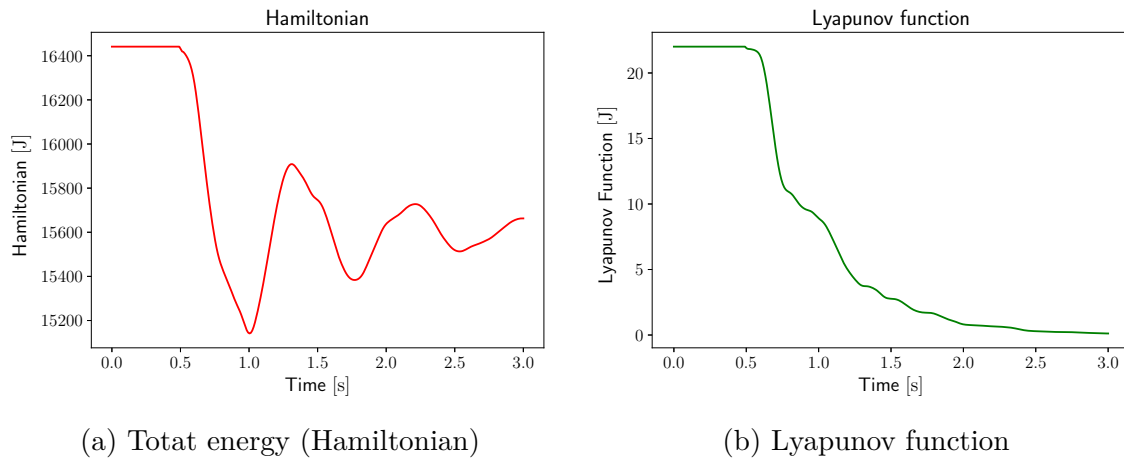 Hamiltonian
16400
16200
16000
15800
15600
15400
15200
Hamiltonian [J]
0.0 0.5 1.0 1.5 2.0 2.5 3.0
Time [s]
(a) Totat energy (Hamiltonian)
Lyapunov function
20
15
10
5
0
Lyapunov Function [J]
0.0 0.5 1.0 1.5 2.0 2.5 3.0
Time [s]
(b) Lyapunov function